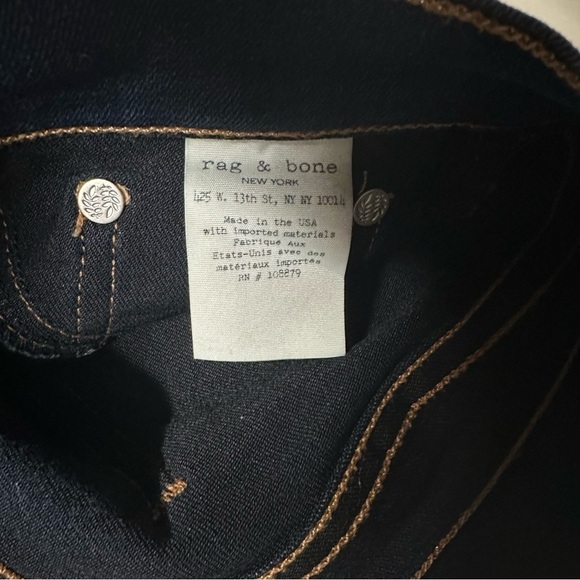 rag & bone
NEW YORK
425 W. 13th St, NY NY 10014
Made in the USA
with imported materials
Fabrique Aux
Etats-Unis avec des
matériaux importés
RN # 108879